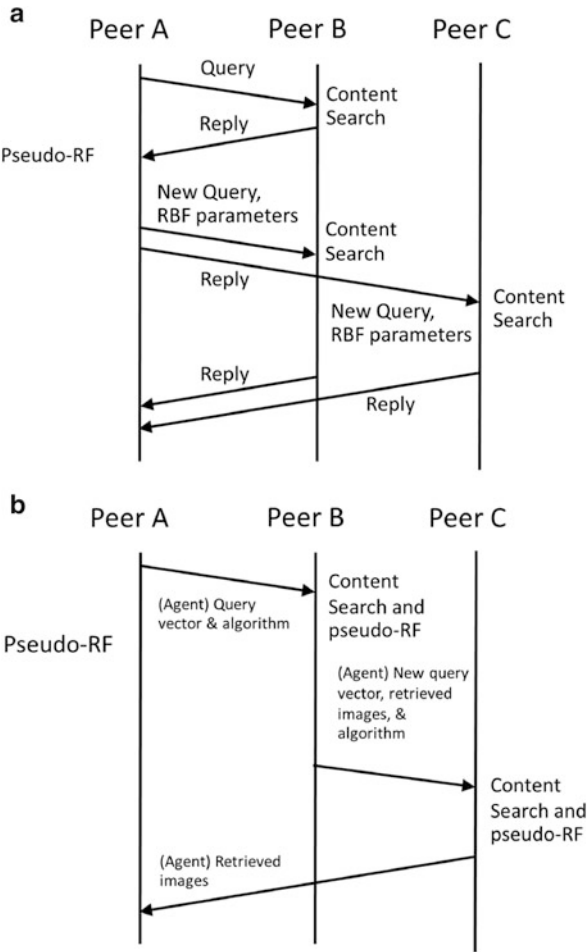 a
Peer A
Peer B
Peer C
Query
Content
Search
Reply
Pseudo-RF
New Query,
RBF parameters
Content
Search
Reply
Content
Search
New Query,
RBF parameters
Reply
Reply
b
Peer A
Peer B
Peer C
(Agent) Query
vector & algorithm
Content
Search and
pseudo-RF
Pseudo-RF
(Agent) New query
vector, retrieved
images, &
algorithm
Content
Search and
pseudo-RF
(Agent) Retrieved
images